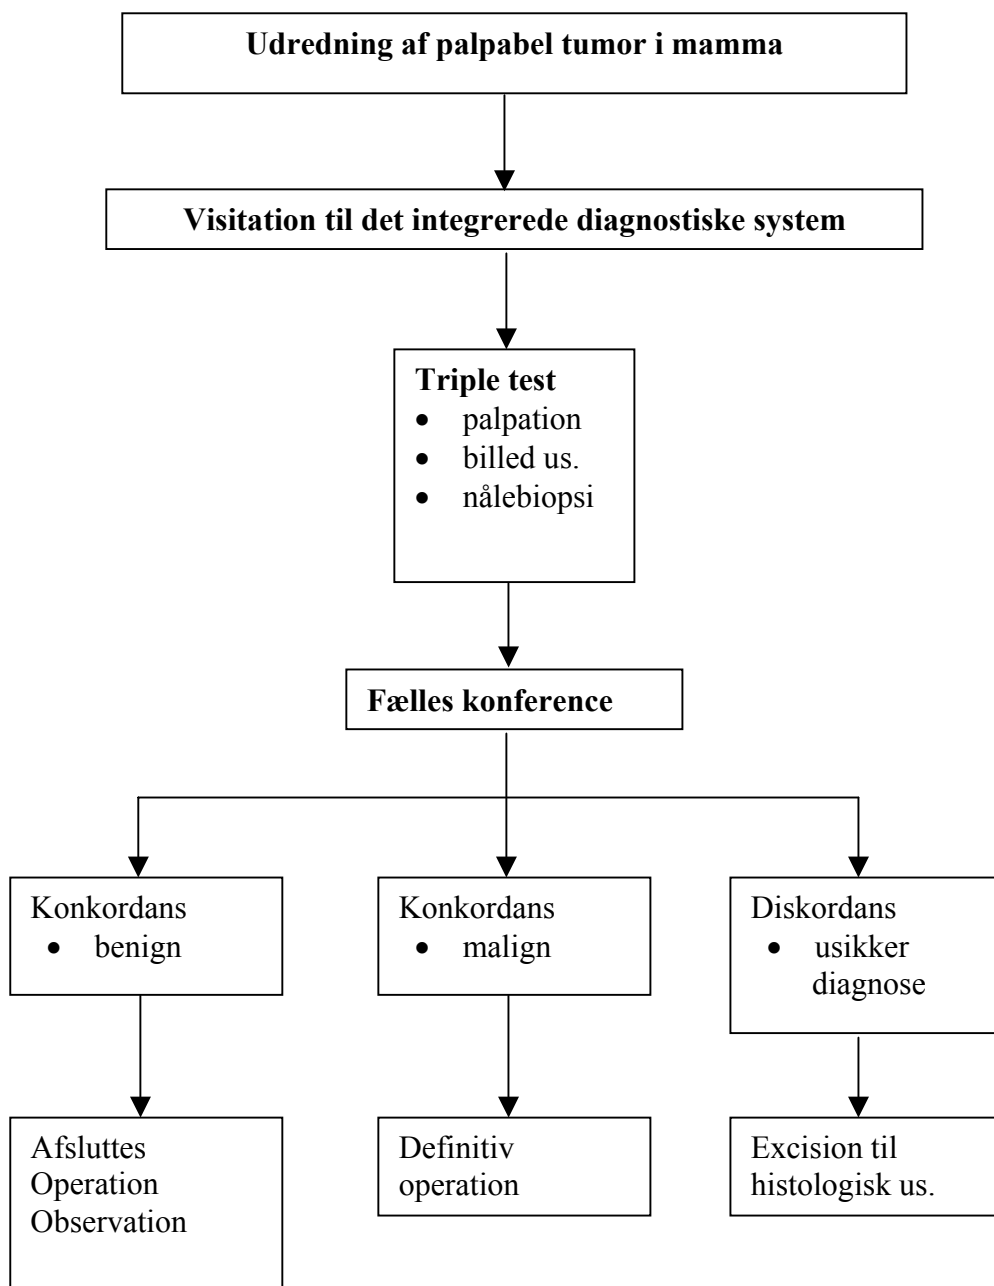 Udredning af palpabel tumor i mamma
Visitation til det integrerede diagnostiske system
Triple test
• palpation
• billed us.
• nålebiopsi
Fælles konference
Konkordans
• benign
Konkordans
• malign
Diskordans
• usikker
diagnose
Afsluttes
Operation
Observation
Definitiv
operation
Excision til
histologisk us.